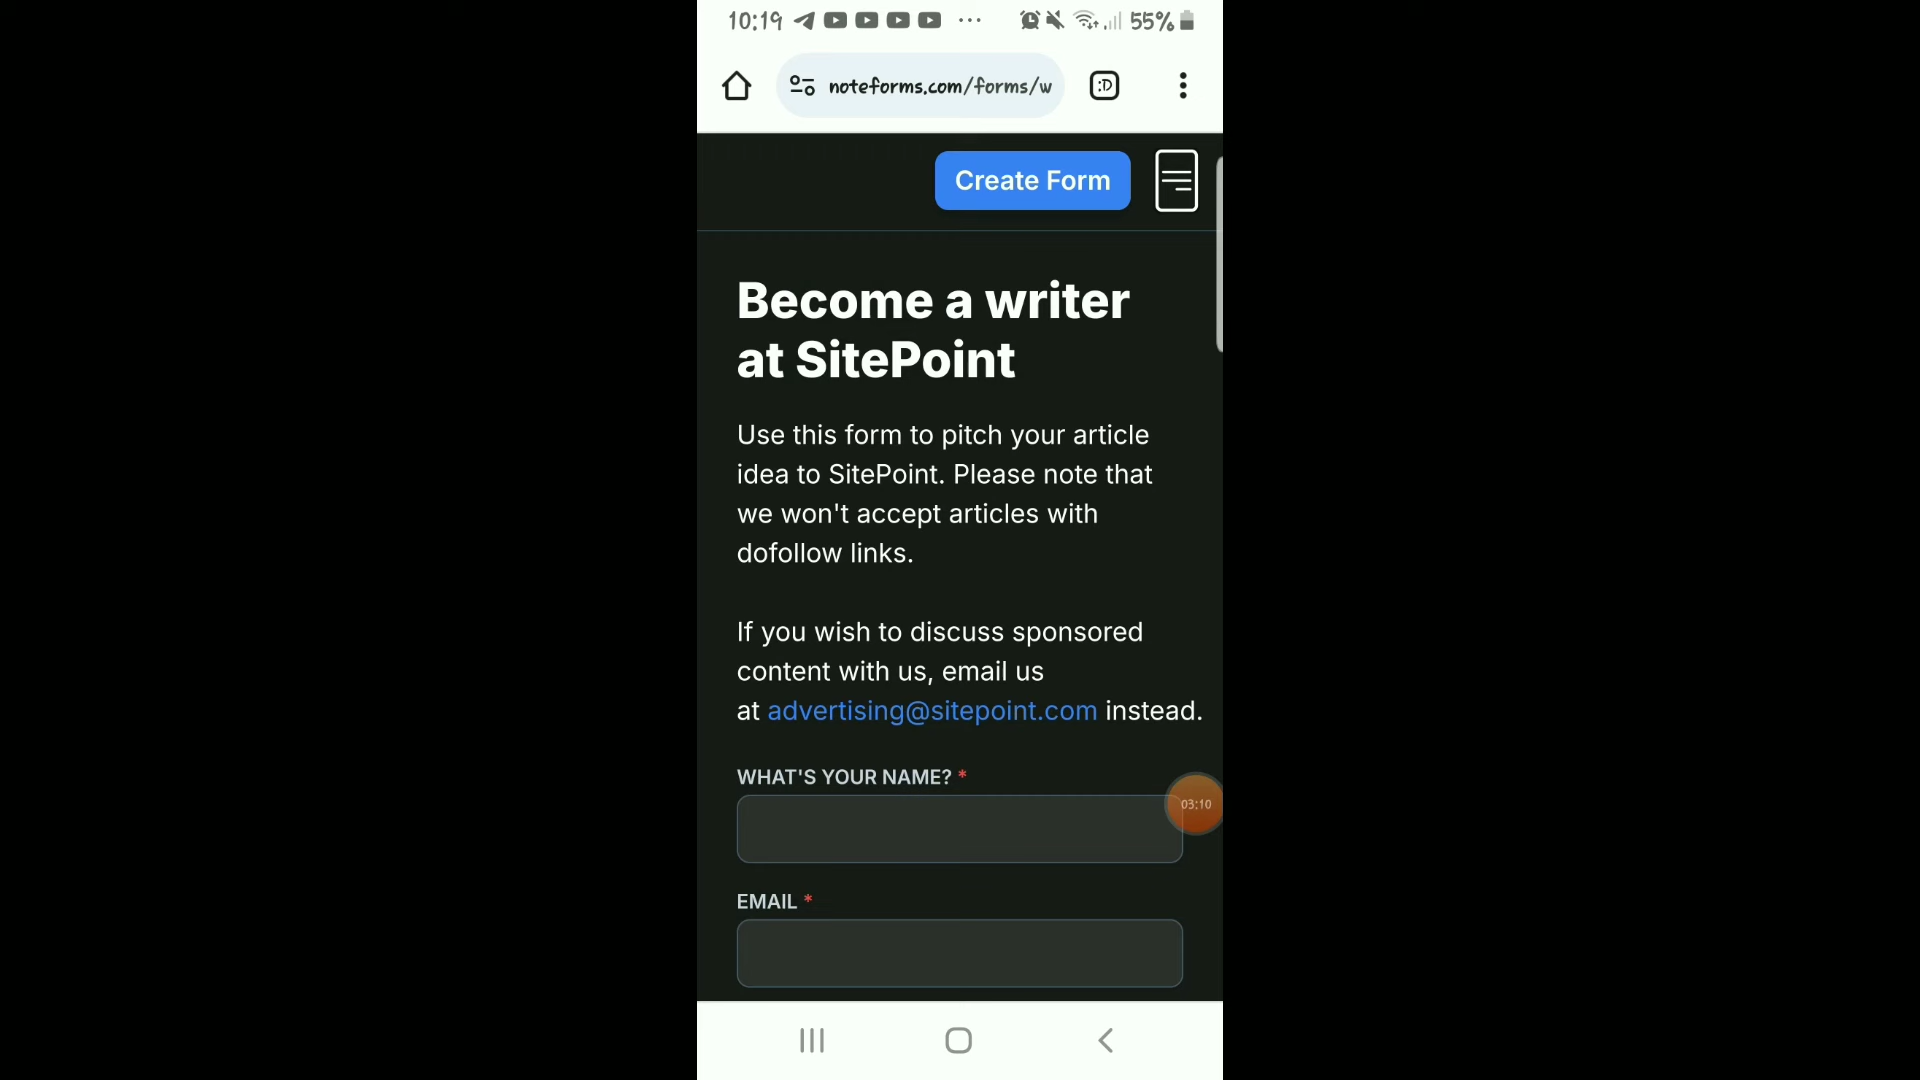 10:19 ... 55%
noteforms.com/forms/w :D
Create Form
Become a writer
at SitePoint
Use this form to pitch your article
idea to SitePoint. Please note that
we won't accept articles with
dofollow links.
If you wish to discuss sponsored
content with us, email us
at advertising@sitepoint.com instead.
WHAT'S YOUR NAME? *
03:10
EMAIL *